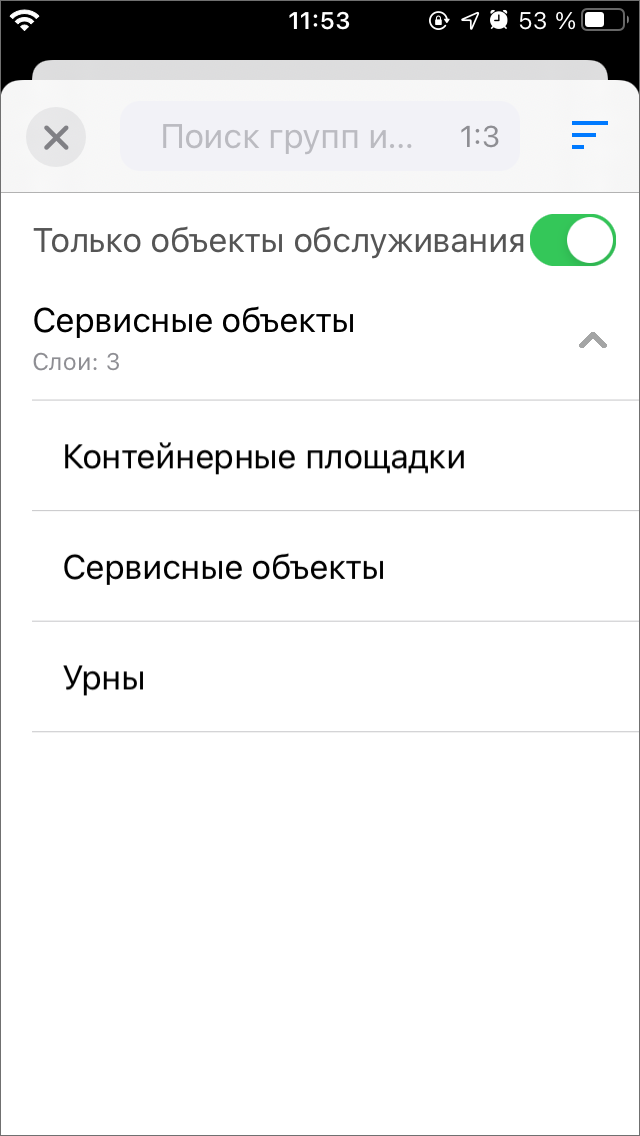 11:53 53 %
Поиск групп и... 1:3
Только объекты обслуживания
Сервисные объекты
Слои: 3
Контейнерные площадки
Сервисные объекты
Урны